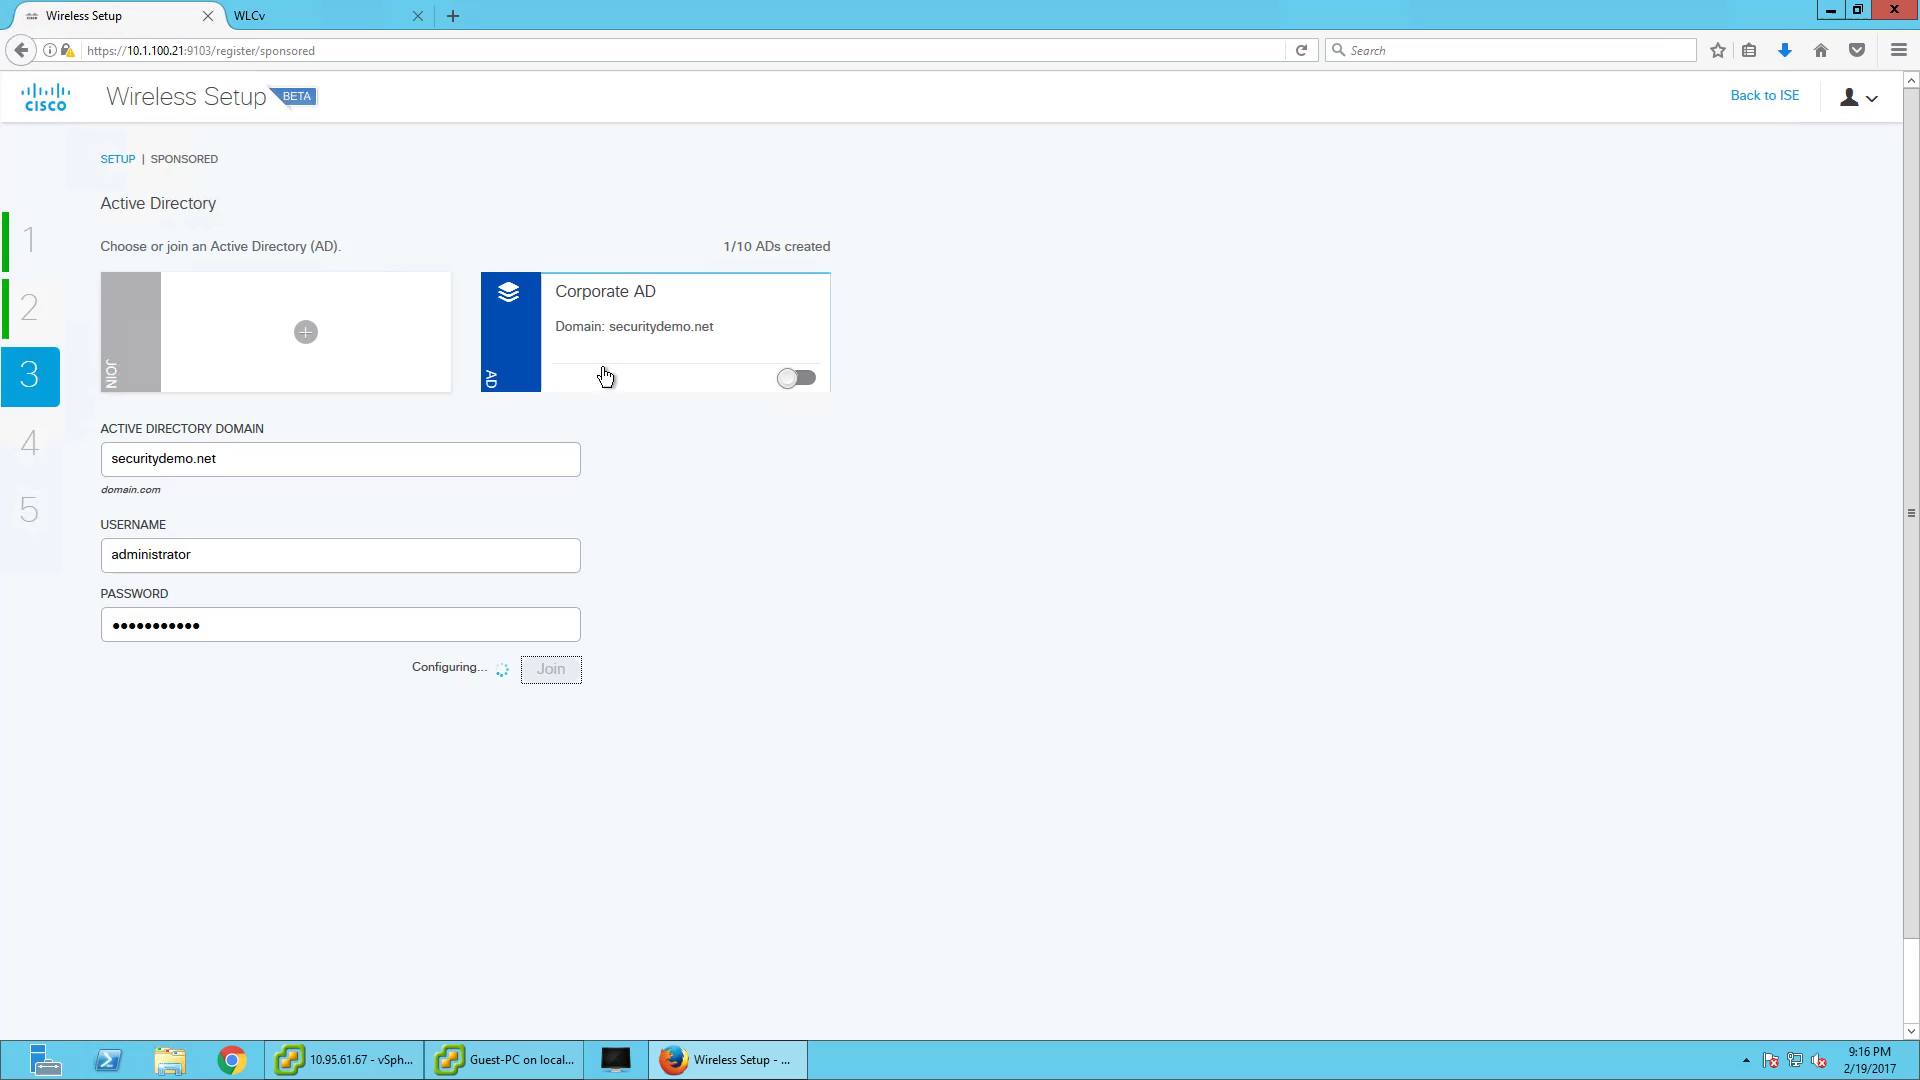 Wireless Setup
WLCv
https://10.1.100.21:9103/register/sponsored
Search
CISCO
Wireless Setup
BETA
Back to ISE
SETUP | SPONSORED
Active Directory
Choose or join an Active Directory (AD).
1/10 ADs created
JOIN
AD
Corporate AD
Domain: securitydemo.net
1
2
3
4
5
ACTIVE DIRECTORY DOMAIN
securitydemo.net
domain.com
USERNAME
administrator
PASSWORD
Configuring...
Join
10.95.61.67 - vSph...
Guest-PC on local...
Wireless Setup - ...
9:16 PM
2/19/2017